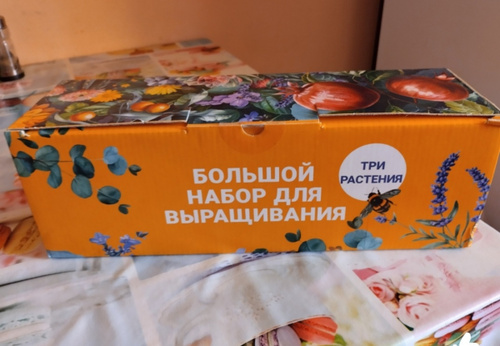 БОЛЬШОЙ
НАБОР ДЛЯ
ВЫРАЩИВАНИЯ
ТРИ
РАСТЕНИЯ